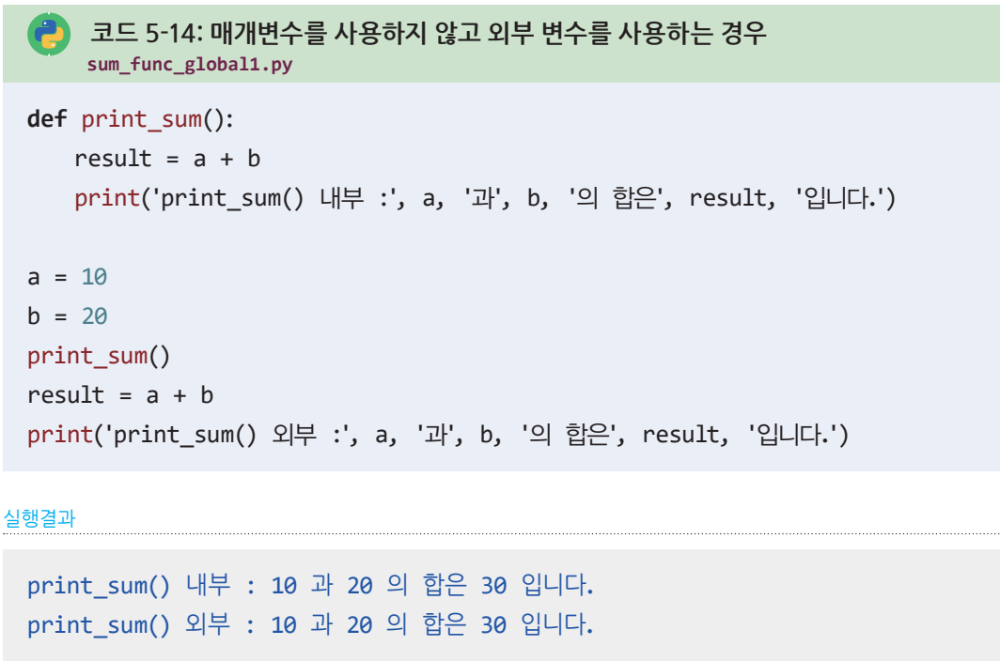 코드 5-14: 매개변수를 사용하지 않고 외부 변수를 사용하는 경우
sum_func_global1.py
def print_sum():
    result = a + b
    print('print_sum() 내부 :', a, '과', b, '의 합은', result, '입니다.')
a = 10
b = 20
print_sum()
result = a + b
print('print_sum() 외부 :', a, '과', b, '의 합은', result, '입니다.')
실행결과
print_sum() 내부 : 10 과 20 의 합은 30 입니다.
print_sum() 외부 : 10 과 20 의 합은 30 입니다.